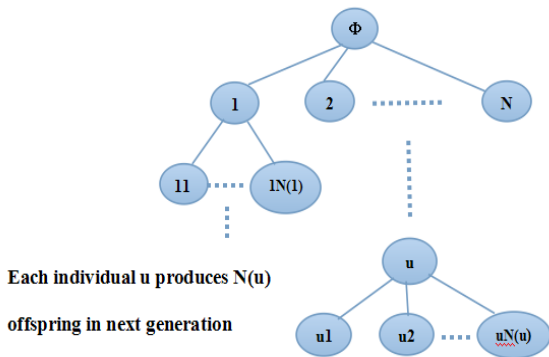 Φ
1 2 N
11 1N(1)
u
Each individual u produces N(u)
offspring in next generation
u1 u2 uN(u)